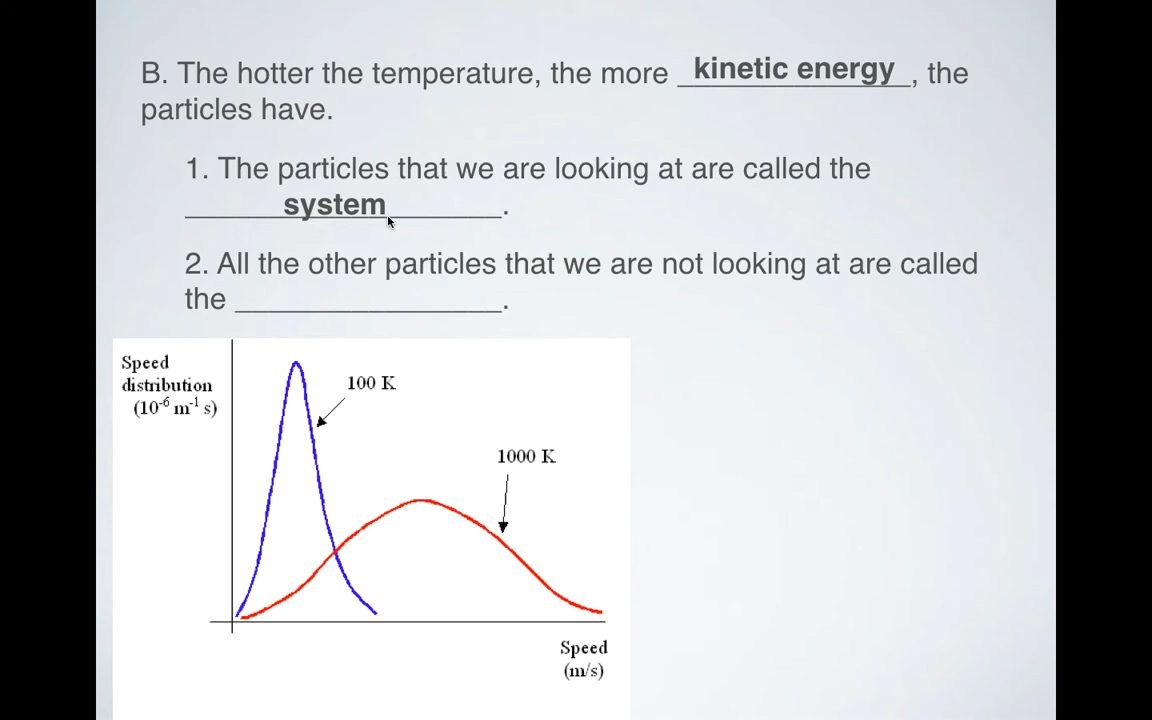 B. The hotter the temperature, the more kinetic energy, the
particles have.
1. The particles that we are looking at are called the
system.
2. All the other particles that we are not looking at are called
the ________________.
Speed
distribution
(10⁻⁶ m⁻¹ s)
100 K
1000 K
Speed
(m/s)